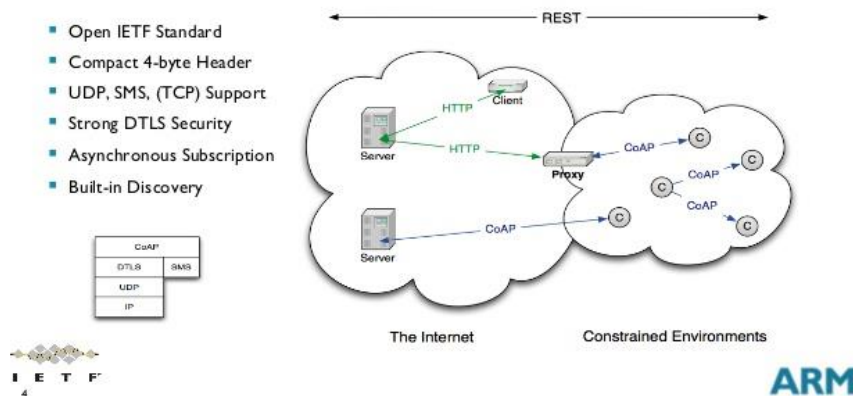 REST
Open IETF Standard
Compact 4-byte Header
UDP, SMS, (TCP) Support
Strong DTLS Security
Asynchronous Subscription
Built-in Discovery
Client
HTTP
Server
HTTP
Proxy
CoAP
C
CoAP
C
C
CoAP
C
C
CoAP
Server
CoAP
DTLS SMS
UDP
IP
The Internet
Constrained Environments
I E T F
4
ARM